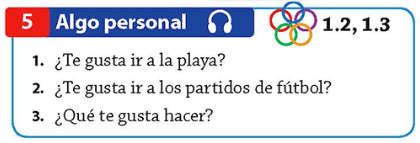 5 Algo personal 1.2, 1.3
1. ¿Te gusta ir a la playa?
2. ¿Te gusta ir a los partidos de fútbol?
3. ¿Qué te gusta hacer?